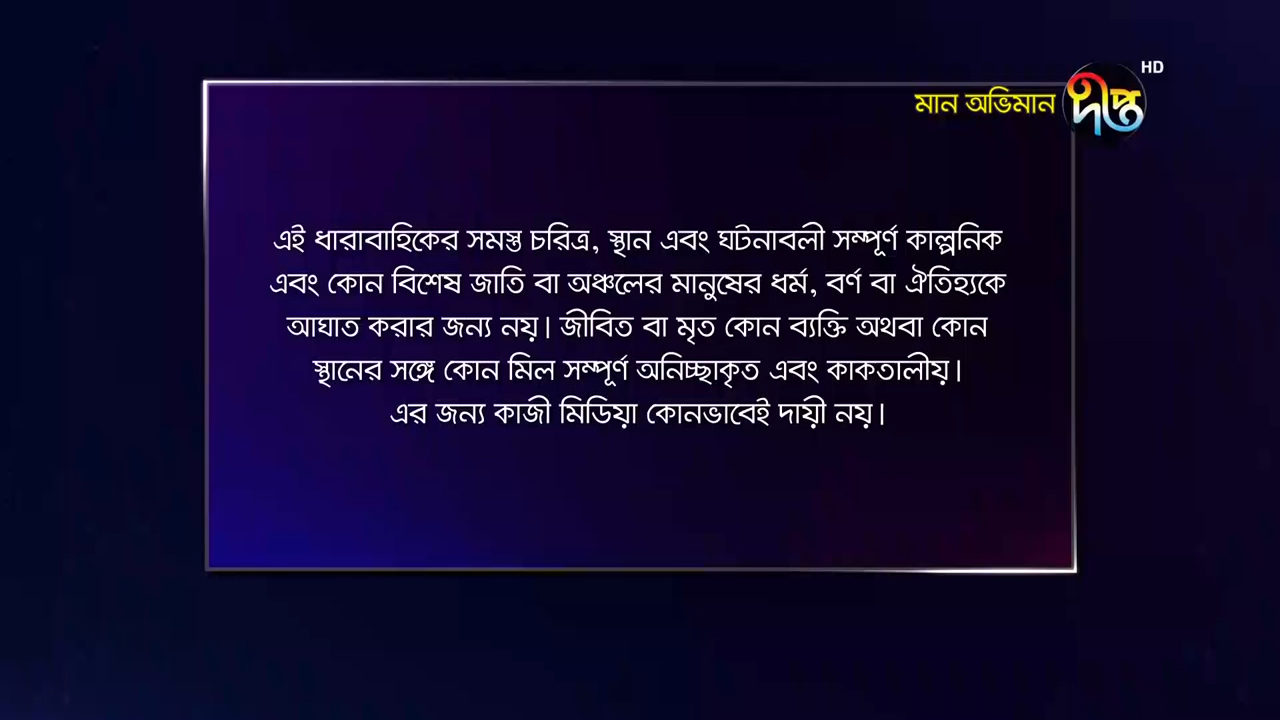 HD
মান অভিমান দীপ্ত
এই ধারাবাহিকের সমস্ত চরিত্র, স্থান এবং ঘটনাবলী সম্পূর্ণ কাল্পনিক
এবং কোন বিশেষ জাতি বা অঞ্চলের মানুষের ধর্ম, বর্ণ বা ঐতিহ্যকে
আঘাত করার জন্য নয়। জীবিত বা মৃত কোন ব্যক্তি অথবা কোন
স্থানের সঙ্গে কোন মিল সম্পূর্ণ অনিচ্ছাকৃত এবং কাকতালীয়।
এর জন্য কাজী মিডিয়া কোনভাবেই দায়ী নয়।